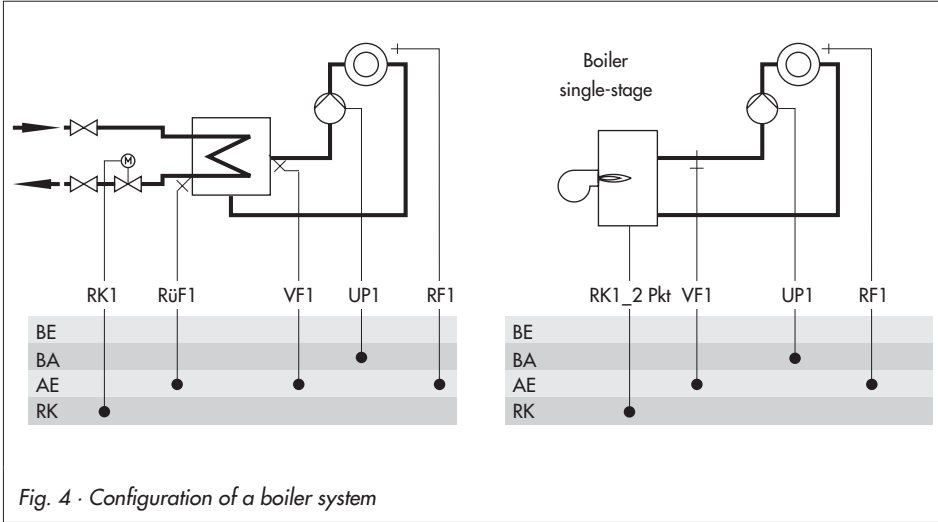 Boiler
single-stage
M
RK1 RüF1 VF1 UP1 RF1
BE
BA
AE
RK
RK1_2 Pkt VF1 UP1 RF1
BE
BA
AE
RK
Fig. 4 · Configuration of a boiler system